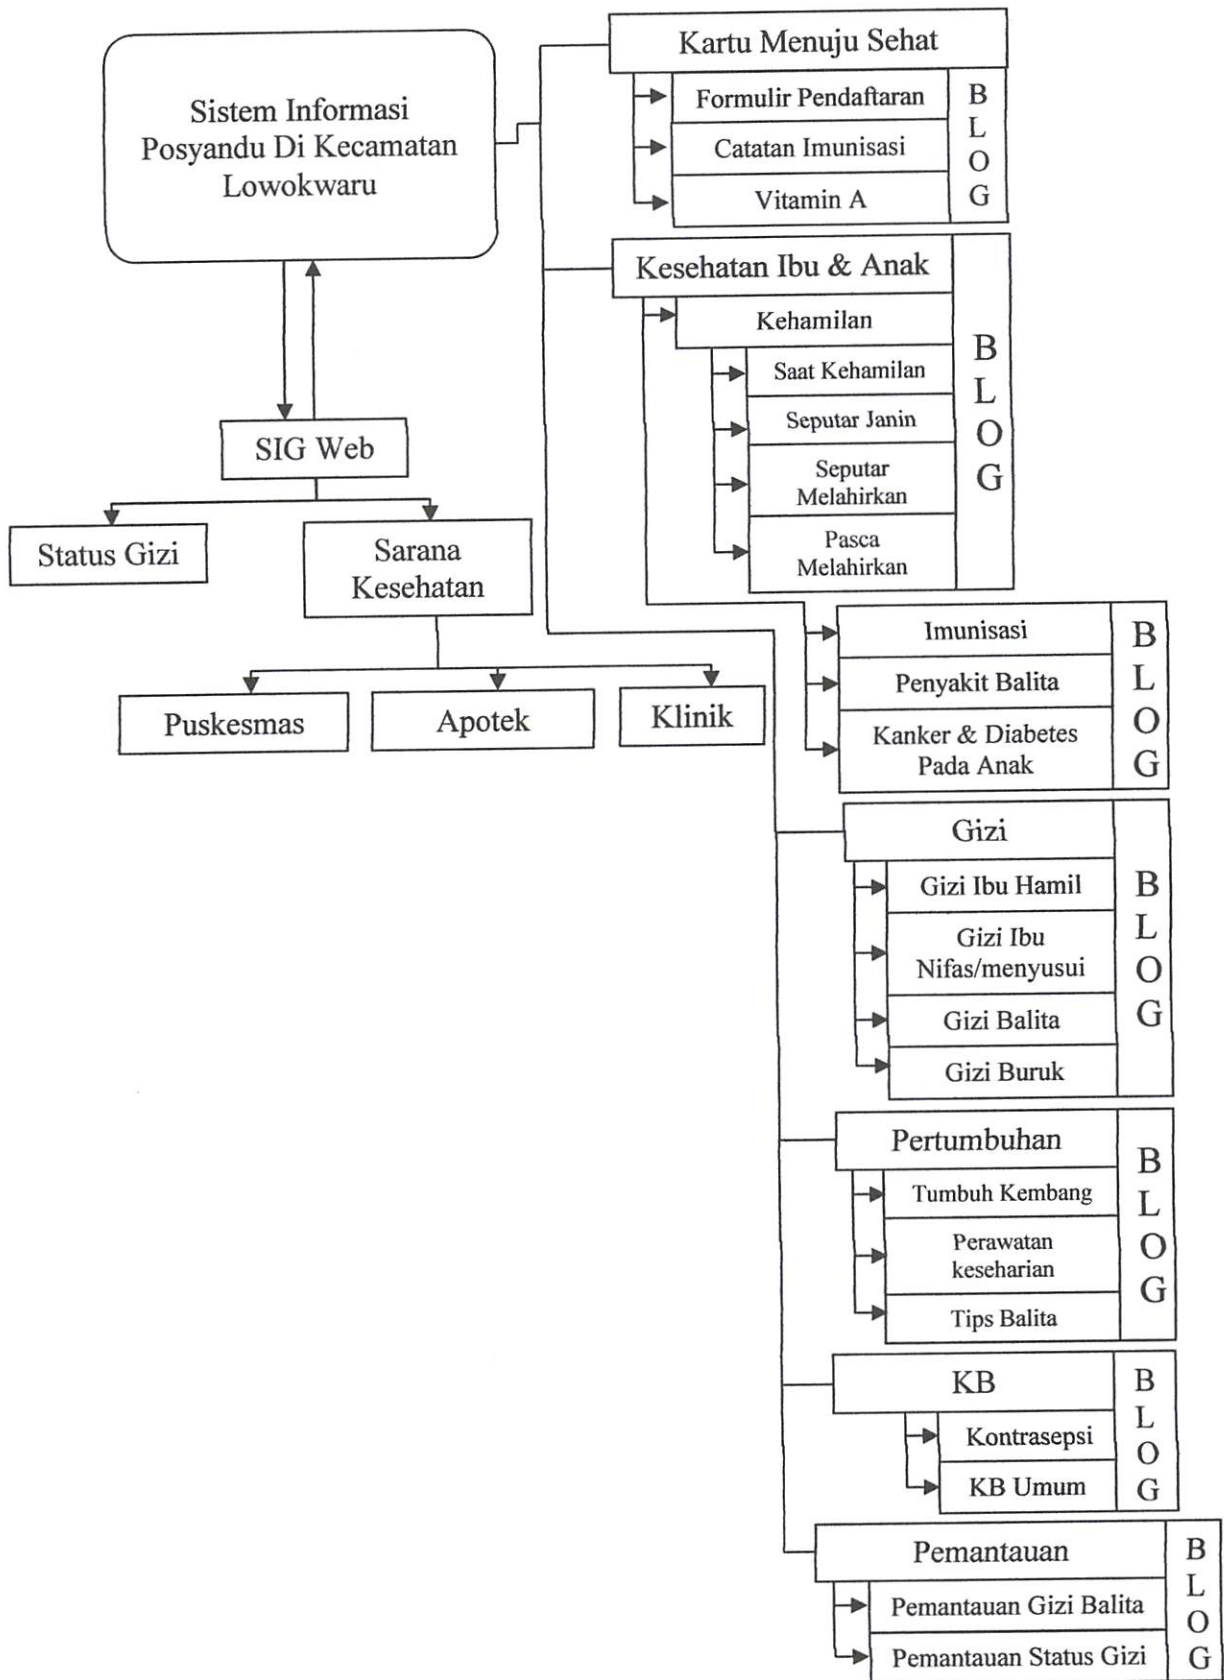 Sistem Informasi
Posyandu Di Kecamatan
Lowokwaru
SIG Web
Status Gizi
Sarana
Kesehatan
Puskesmas
Apotek
Klinik
Kartu Menuju Sehat
Formulir Pendaftaran
Catatan Imunisasi
Vitamin A
B
L
O
G
Kesehatan Ibu & Anak
Kehamilan
Saat Kehamilan
Seputar Janin
Seputar
Melahirkan
Pasca
Melahirkan
B
L
O
G
Imunisasi
Penyakit Balita
Kanker & Diabetes
Pada Anak
B
L
O
G
Gizi
Gizi Ibu Hamil
Gizi Ibu
Nifas/menyusui
Gizi Balita
Gizi Buruk
B
L
O
G
Pertumbuhan
Tumbuh Kembang
Perawatan
keseharian
Tips Balita
B
L
O
G
KB
Kontrasepsi
KB Umum
B
L
O
G
Pemantauan
Pemantauan Gizi Balita
Pemantauan Status Gizi
B
L
O
G